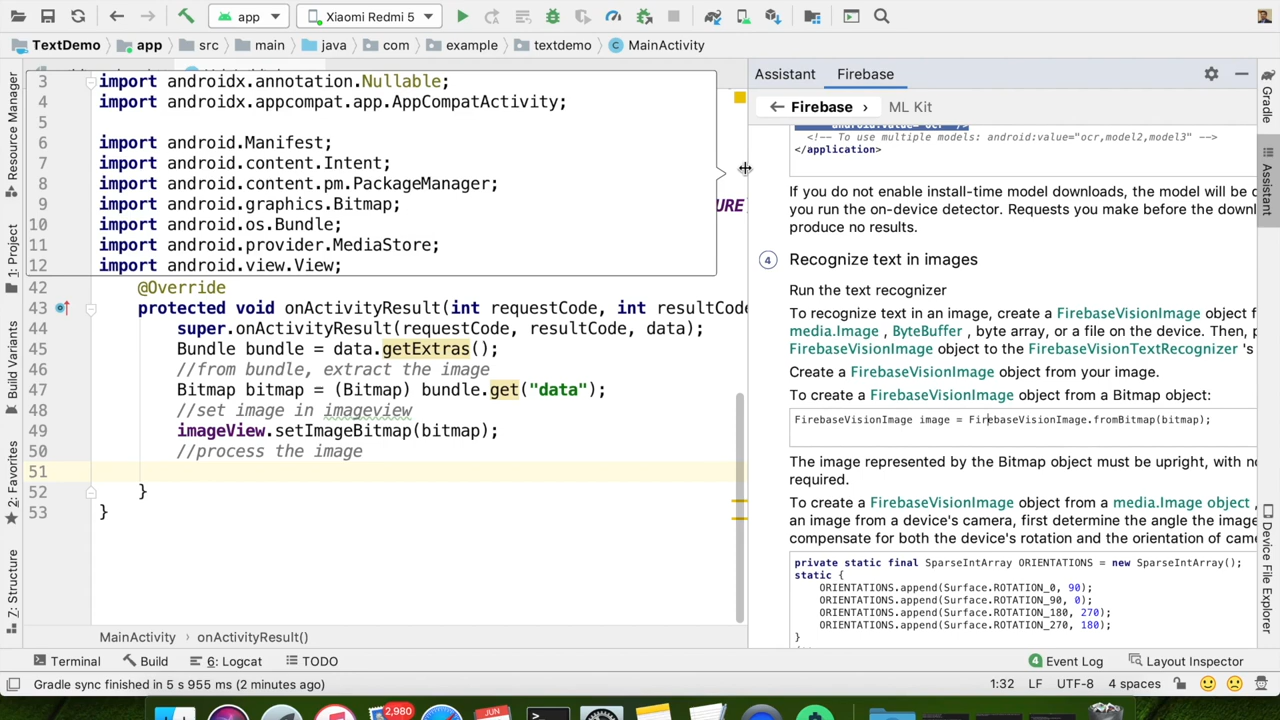 app
Xiaomi Redmi 5
TextDemo
app
src
main
java
com
example
textdemo
MainActivity
Resource Manager
1: Project
Build Variants
2: Favorites
7: Structure
3 import androidx.annotation.Nullable;
4 import androidx.appcompat.app.AppCompatActivity;
5
6 import android.Manifest;
7 import android.content.Intent;
8 import android.content.pm.PackageManager;
9 import android.graphics.Bitmap;
10 import android.os.Bundle;
11 import android.provider.MediaStore;
12 import android.view.View;
URE
42 @Override
43 protected void onActivityResult(int requestCode, int resultCode
44 super.onActivityResult(requestCode, resultCode, data);
45 Bundle bundle = data.getExtras();
46 //from bundle, extract the image
47 Bitmap bitmap = (Bitmap) bundle.get("data");
48 //set image in imageview
49 imageView.setImageBitmap(bitmap);
50 //process the image
51
52 }
53 }
MainActivity › onActivityResult()
Assistant Firebase
← Firebase › ML Kit
android:value="ocr" />
<!-- To use multiple models: android:value="ocr,model2,model3" -->
</application>
If you do not enable install-time model downloads, the model will be
you run the on-device detector. Requests you make before the downl
produce no results.
4 Recognize text in images
Run the text recognizer
To recognize text in an image, create a FirebaseVisionImage object f
media.Image , ByteBuffer , byte array, or a file on the device. Then, p
FirebaseVisionImage object to the FirebaseVisionTextRecognizer 's
Create a FirebaseVisionImage object from your image.
To create a FirebaseVisionImage object from a Bitmap object:
FirebaseVisionImage image = FirebaseVisionImage.fromBitmap(bitmap);
The image represented by the Bitmap object must be upright, with no
required.
To create a FirebaseVisionImage object from a media.Image object ,
an image from a device's camera, first determine the angle the image
compensate for both the device's rotation and the orientation of came
private static final SparseIntArray ORIENTATIONS = new SparseIntArray();
static {
ORIENTATIONS.append(Surface.ROTATION_0, 90);
ORIENTATIONS.append(Surface.ROTATION_90, 0);
ORIENTATIONS.append(Surface.ROTATION_180, 270);
ORIENTATIONS.append(Surface.ROTATION_270, 180);
}
Gradle
Assistant
Device File Explorer
Terminal
Build
6: Logcat
TODO
4 Event Log
Layout Inspector
Gradle sync finished in 5 s 955 ms (2 minutes ago)
1:32 LF UTF-8 4 spaces
2,980
JUN